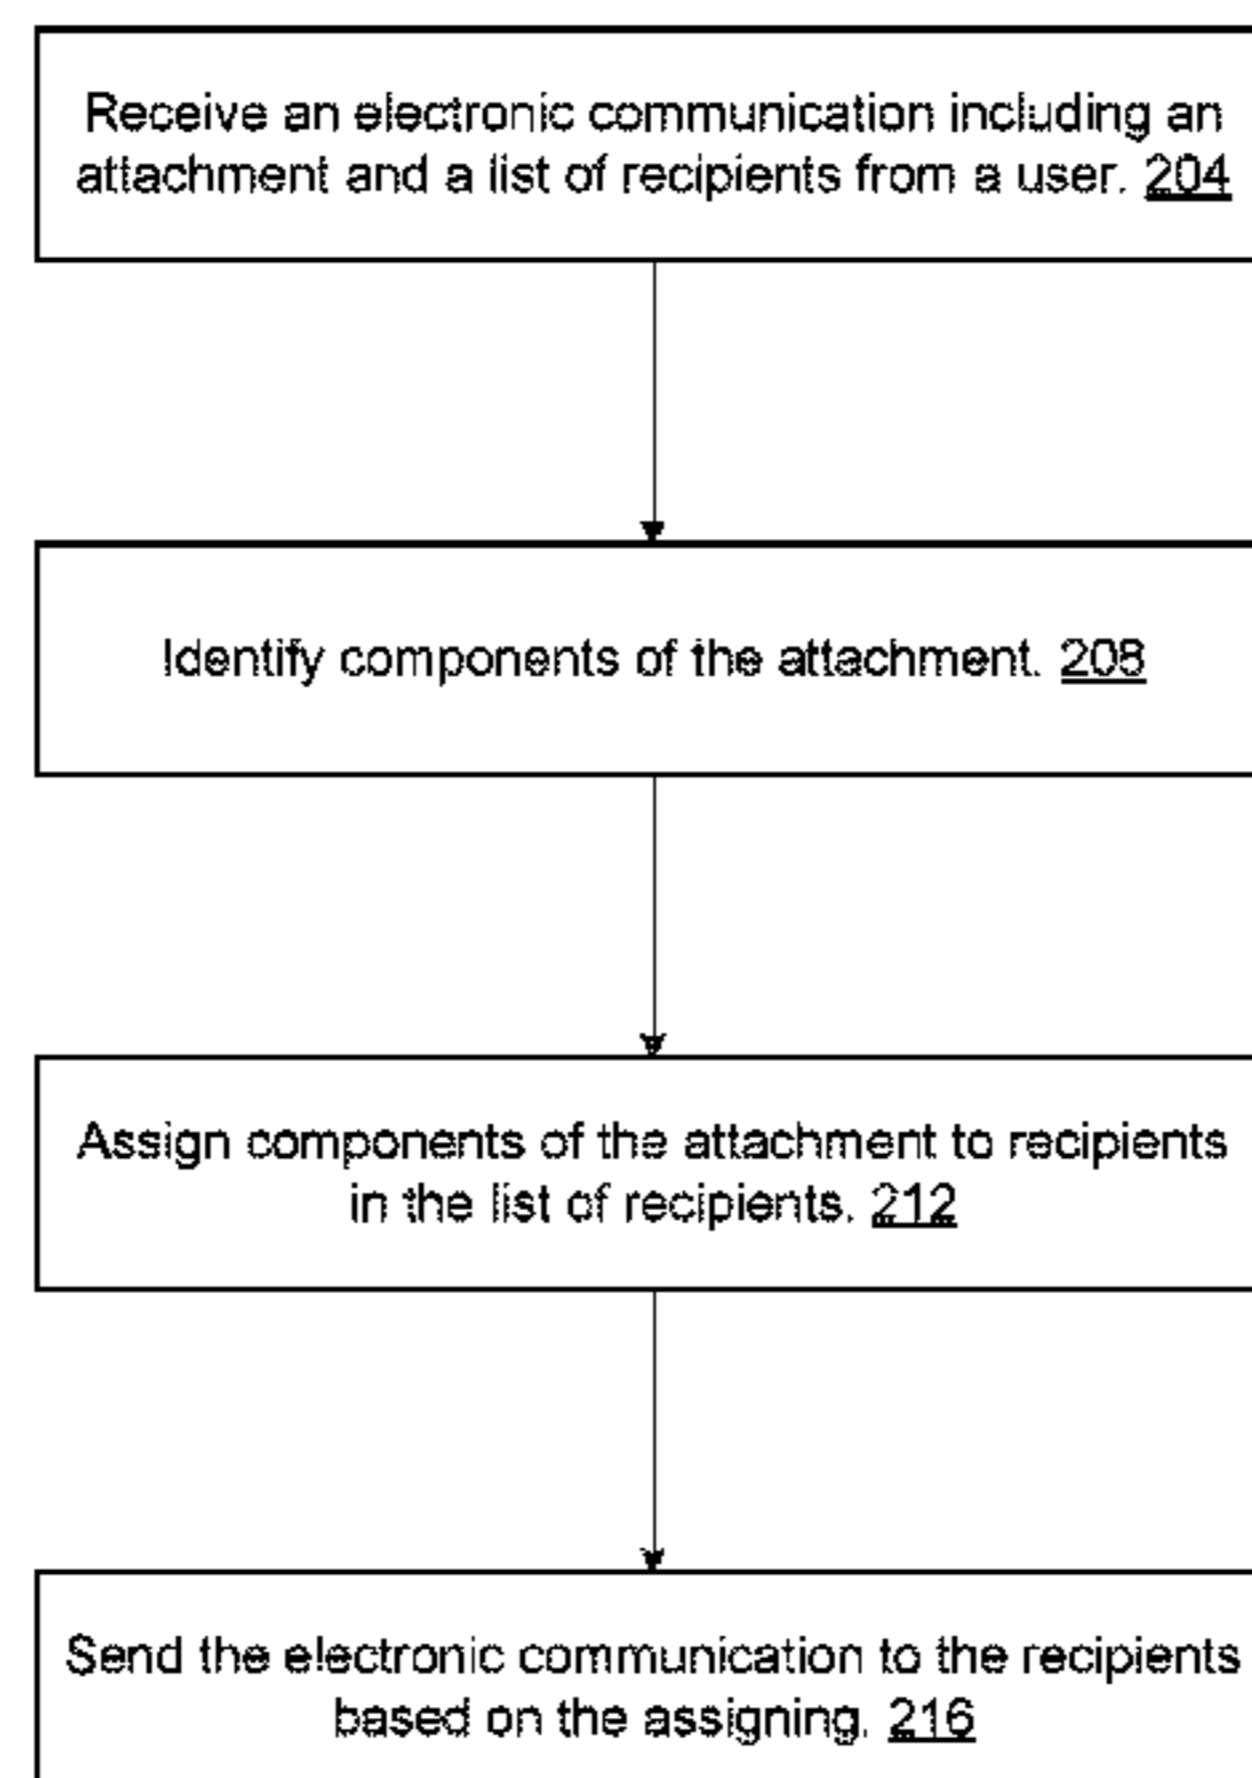 Receive an electronic communication including an
attachment and a list of recipients from a user. 204
Identify components of the attachment. 208
Assign components of the attachment to recipients
in the list of recipients. 212
Send the electronic communication to the recipients
based on the assigning. 216